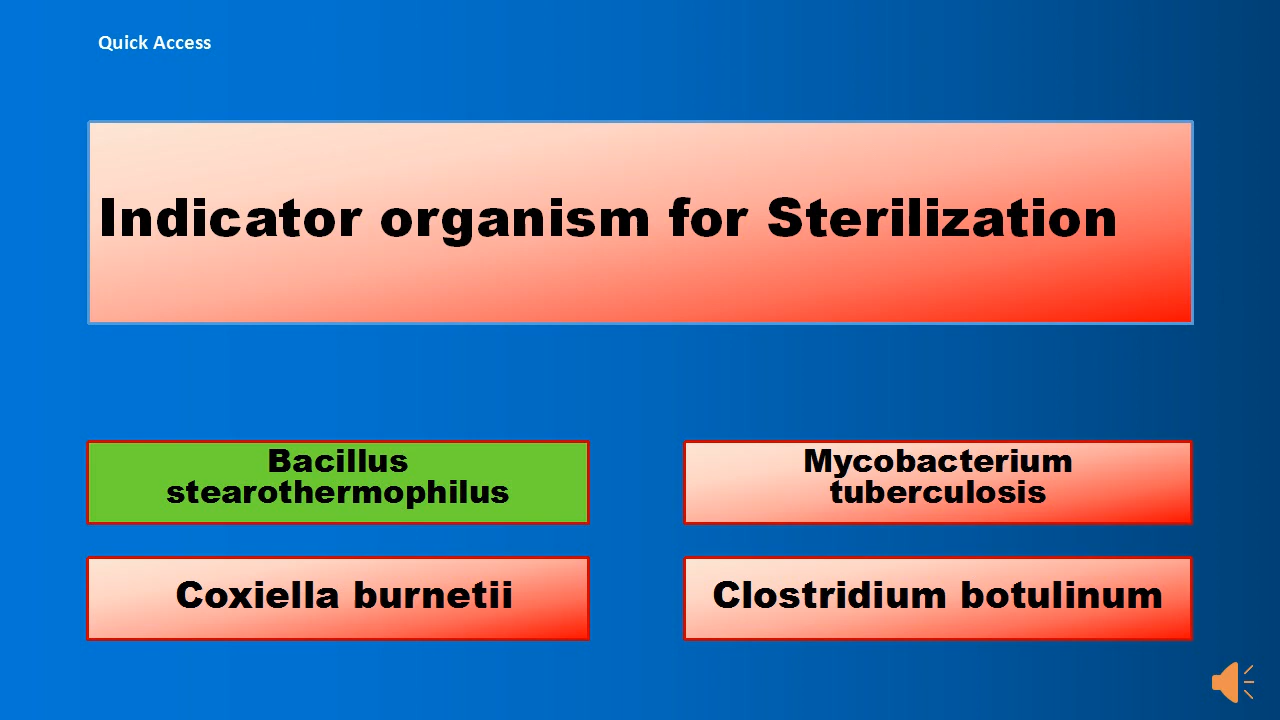 Quick Access
Indicator organism for Sterilization
Bacillus
stearothermophilus
Mycobacterium
tuberculosis
Coxiella burnetii
Clostridium botulinum